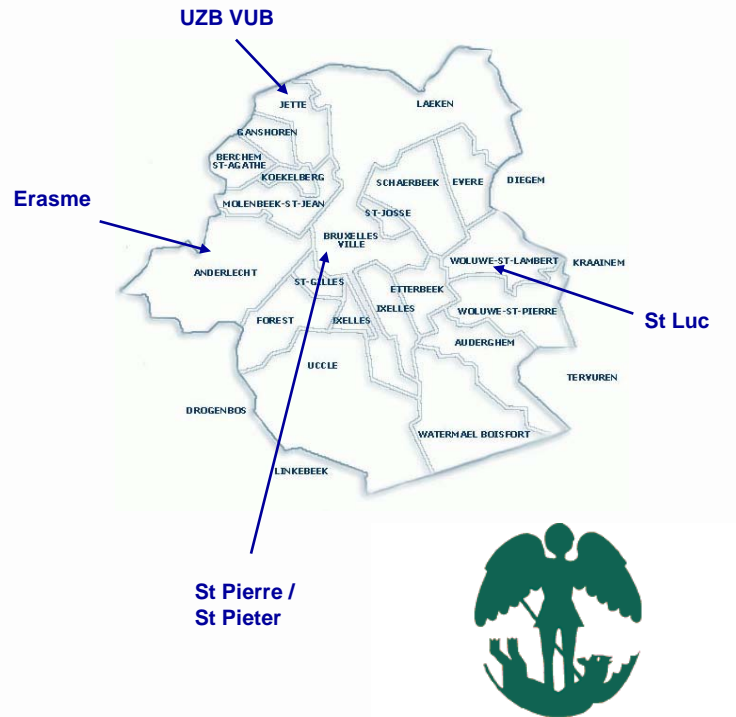 UZB VUB
JETTE
LAEKEN
GANSHOREN
BERCHEM
ST-AGATHE
KOEKELBERG
SCHAERBEEK
EVERE
DIEGEM
Erasme
MOLENBEEK-ST-JEAN
ST-JOSSE
BRUXELLES
VILLE
WOLUWE-ST-LAMBERT
KRAAINEM
ANDERLECHT
ST-GILLES
ETTERBEEK
IXELLES
WOLUWE-ST-PIERRE
FOREST
IXELLES
St Luc
AUDERGHEM
UCCLE
TERVUREN
DROGENBOS
WATERMAEL BOISFORT
LINKEBEEK
St Pierre /
St Pieter